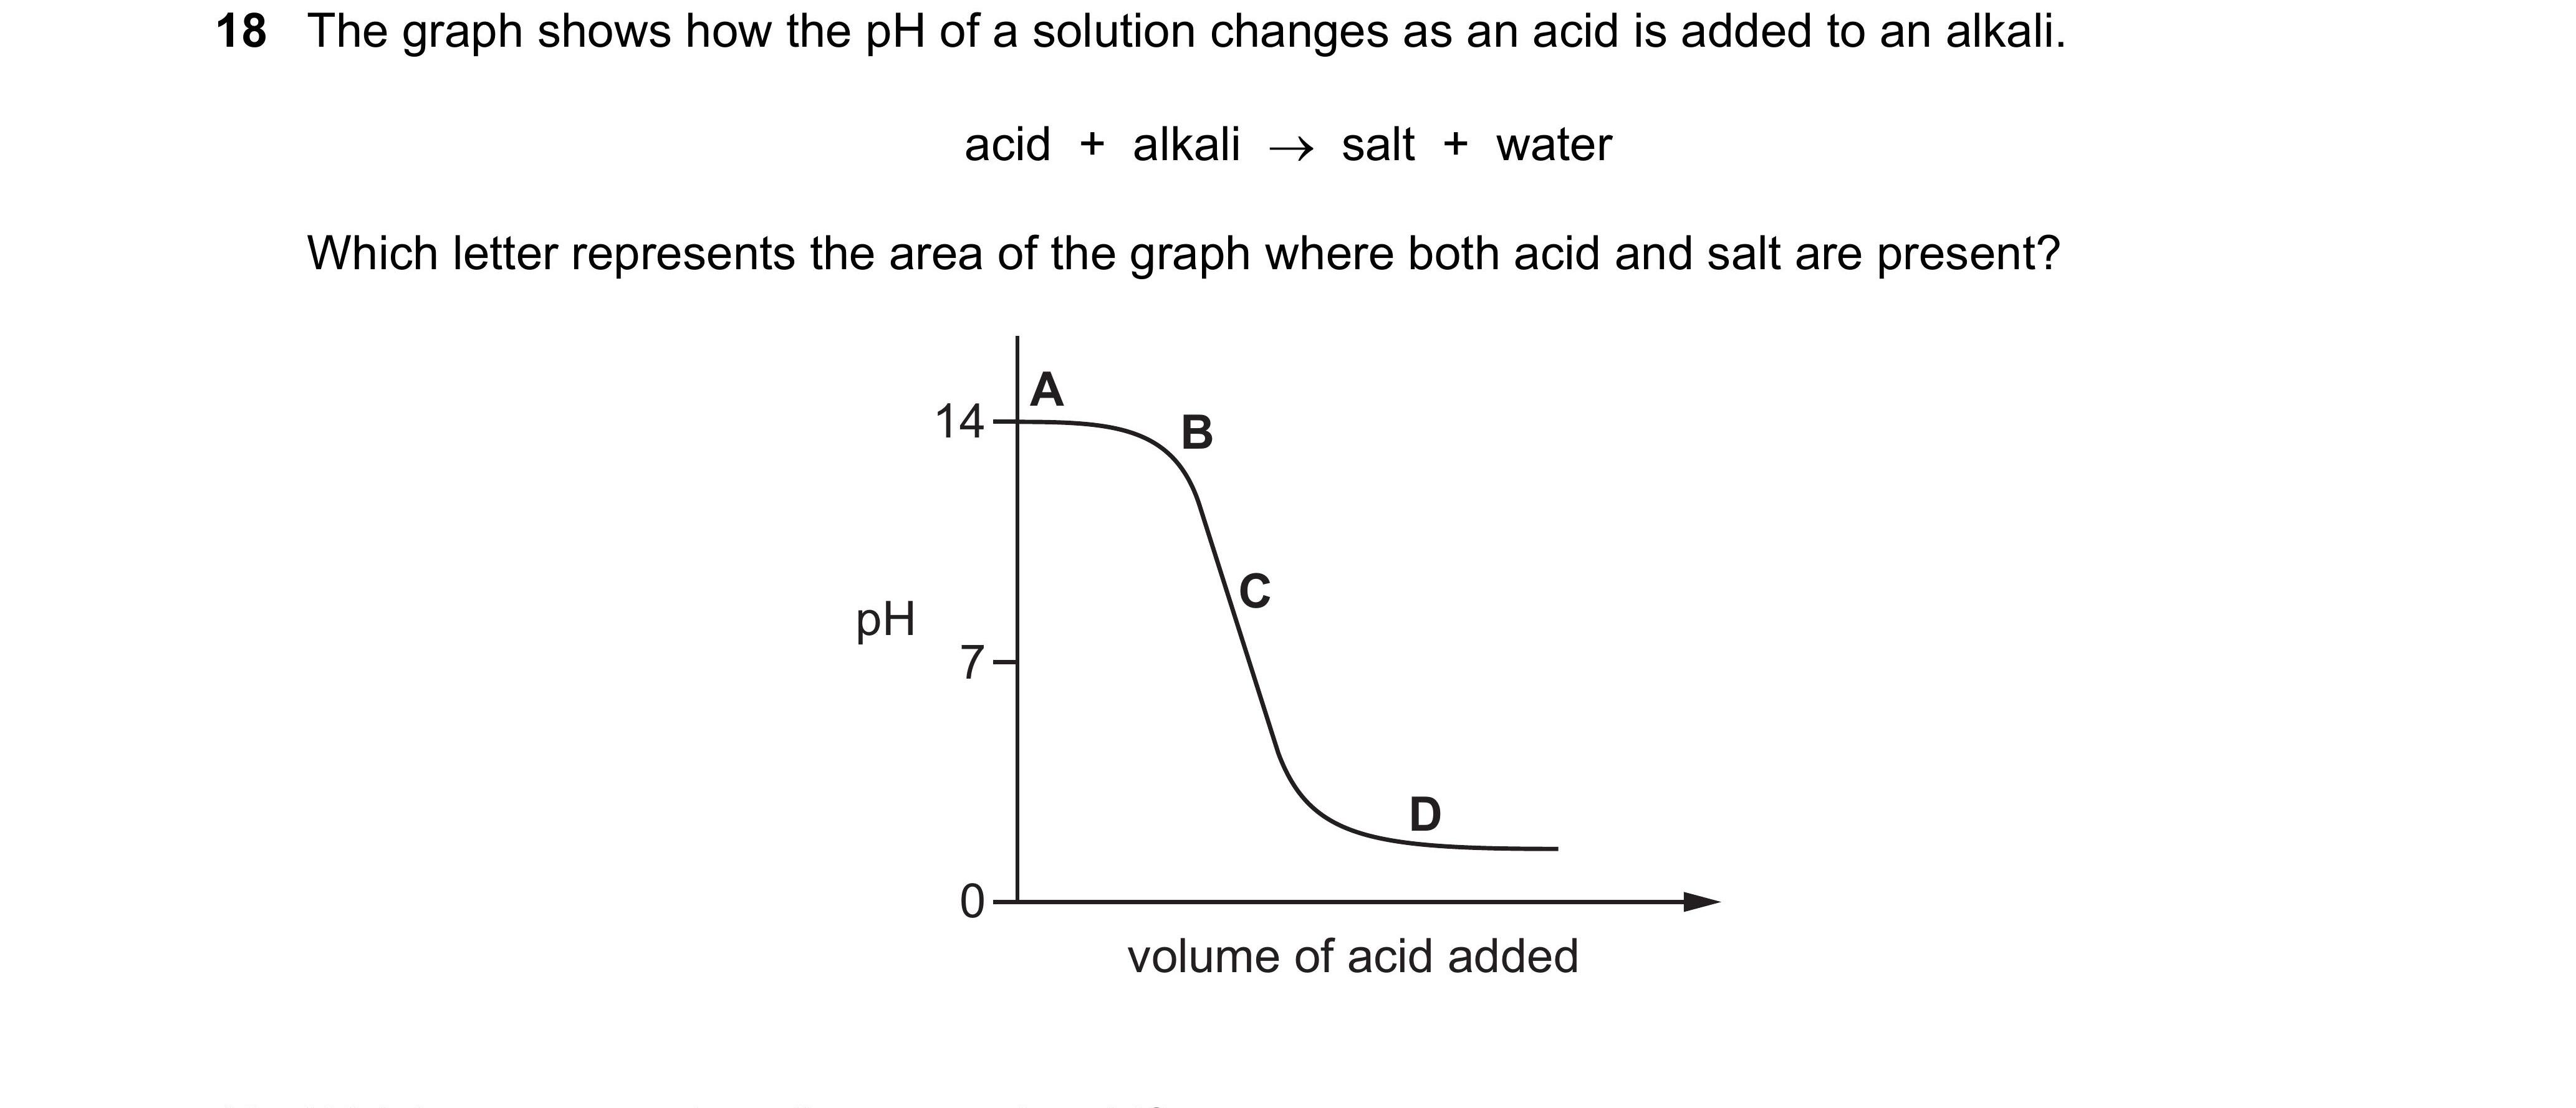 18 The graph shows how the pH of a solution changes as an acid is added to an alkali.
acid + alkali → salt + water
Which letter represents the area of the graph where both acid and salt are present?
A
14
B
C
pH
7
D
0
volume of acid added